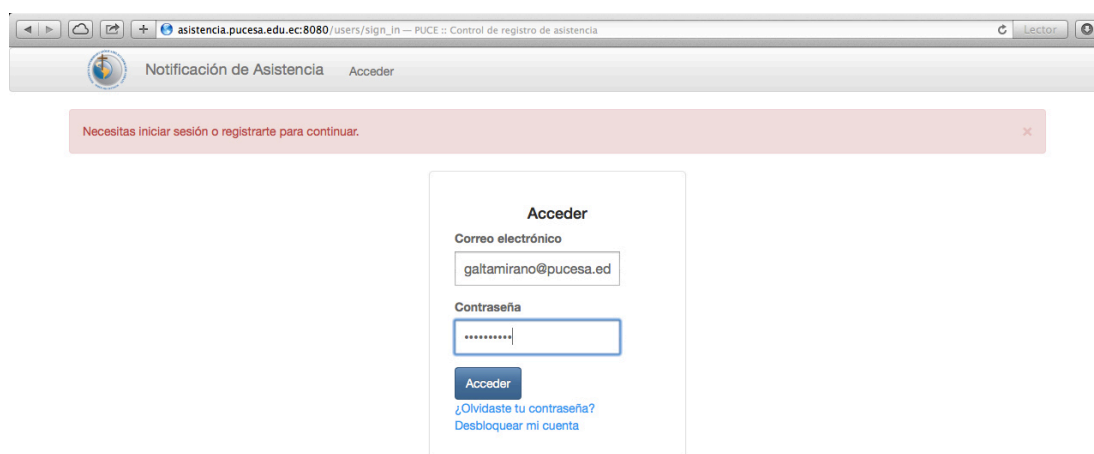 asistencia.pucesa.edu.ec:8080/users/sign_in — PUCE :: Control de registro de asistencia
Lector
Notificación de Asistencia Acceder
Necesitas iniciar sesión o registrarte para continuar.
×
Acceder
Correo electrónico
galtamirano@pucesa.ed
Contraseña
••••••••••
Acceder
¿Olvidaste tu contraseña?
Desbloquear mi cuenta